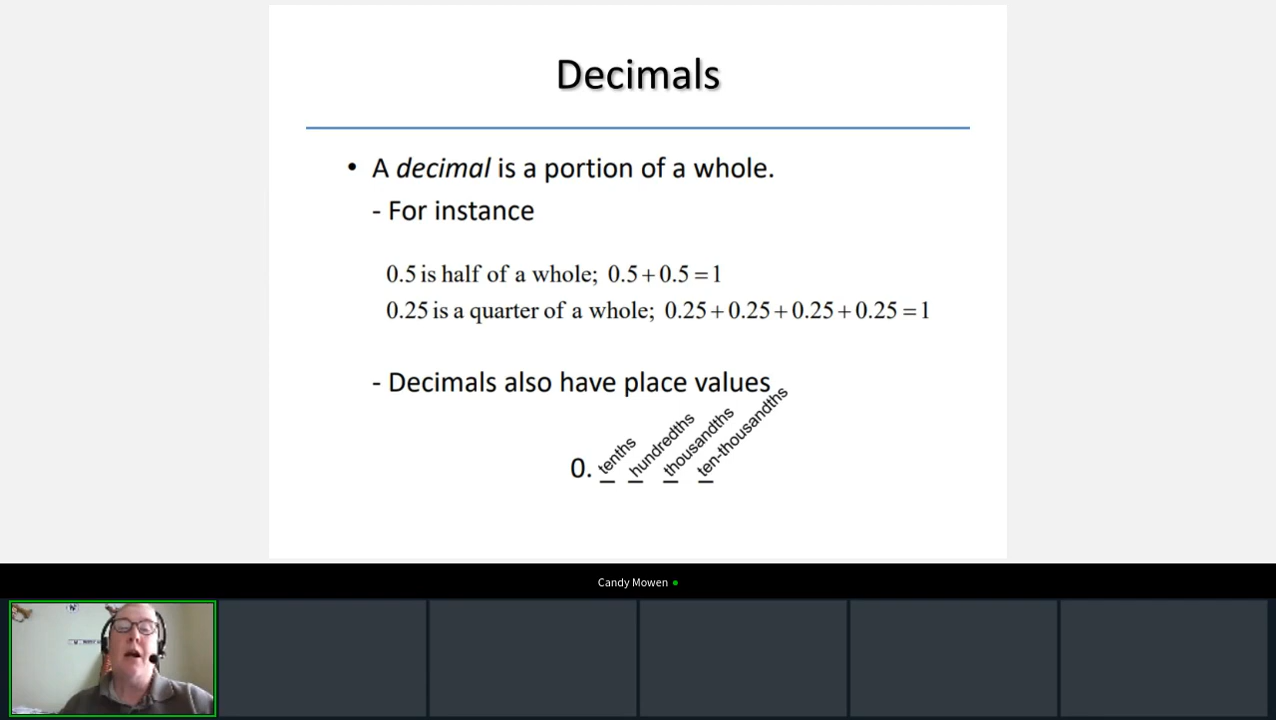 Decimals
• A decimal is a portion of a whole.
- For instance
0.5 is half of a whole; 0.5 + 0.5 = 1
0.25 is a quarter of a whole; 0.25 + 0.25 + 0.25 + 0.25 = 1
- Decimals also have place values
0. tenths hundredths thousandths ten-thousandths
Candy Mowen